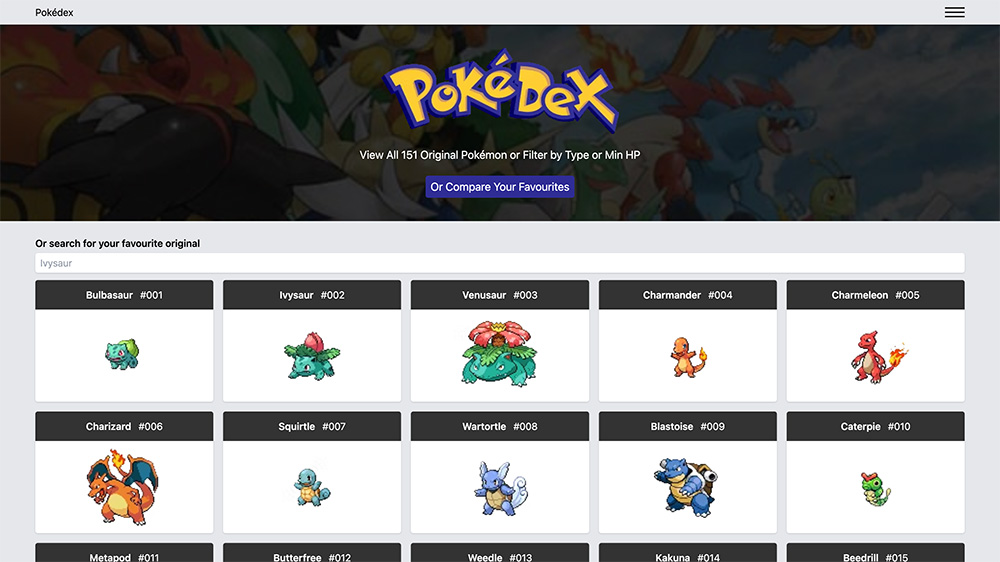 Pokédex
PokéDex
View All 151 Original Pokémon or Filter by Type or Min HP
Or Compare Your Favourites
Or search for your favourite original
Ivysaur
Bulbasaur #001
Ivysaur #002
Venusaur #003
Charmander #004
Charmeleon #005
Charizard #006
Squirtle #007
Wartortle #008
Blastoise #009
Caterpie #010
Metapod #011
Butterfree #012
Weedle #013
Kakuna #014
Beedrill #015